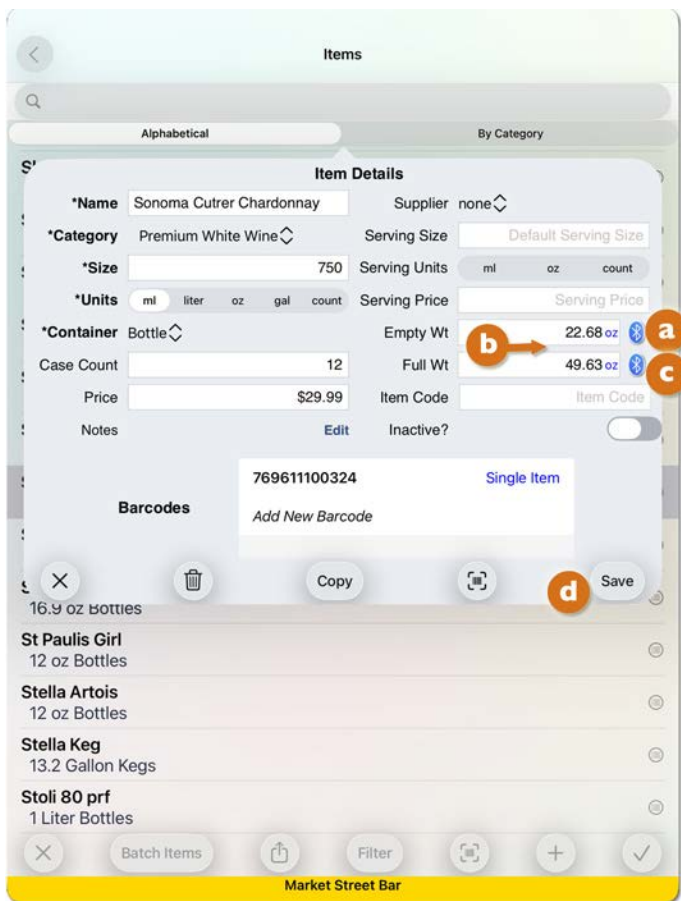 Items
Alphabetical By Category
Item Details
*Name Sonoma Cutrer Chardonnay Supplier none
*Category Premium White Wine Serving Size Default Serving Size
*Size 750 Serving Units ml oz count
*Units ml liter oz gal count Serving Price Serving Price
*Container Bottle Empty Wt 22.68 oz a
b
Case Count 12 Full Wt 49.63 oz c
Price $29.99 Item Code Item Code
Notes Edit Inactive?
769611100324 Single Item
Barcodes
Add New Barcode
Copy d Save
16.9 oz Bottles
St Paulis Girl
12 oz Bottles
Stella Artois
12 oz Bottles
Stella Keg
13.2 Gallon Kegs
Stoli 80 prf
1 Liter Bottles
Batch Items Filter
Market Street Bar